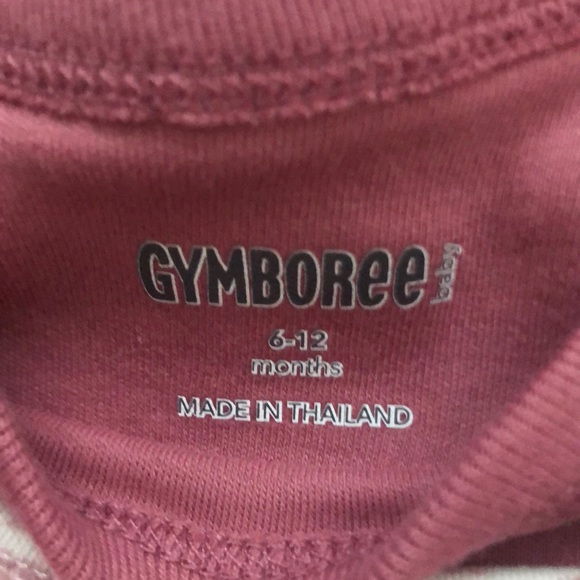 GYMBOREE baby
6-12
months
MADE IN THAILAND